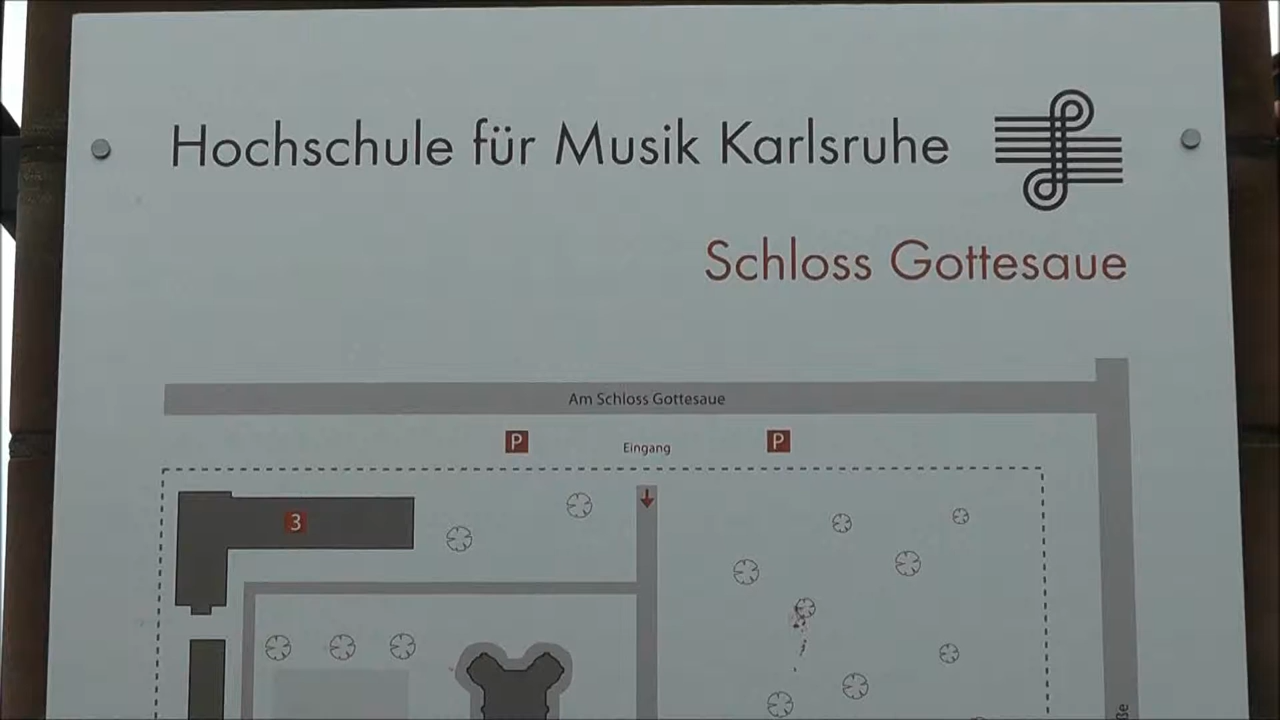 Hochschule für Musik Karlsruhe
Schloss Gottesaue
Am Schloss Gottesaue
P
Eingang
P
3